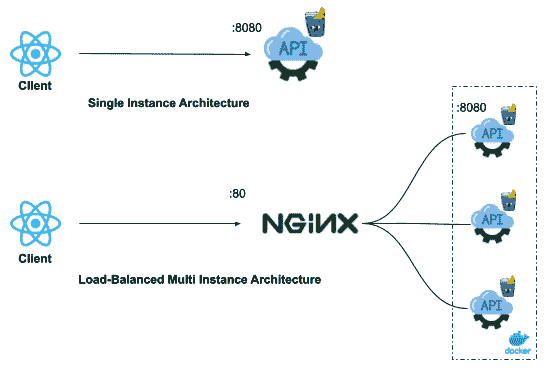 :8080
API
Client
Single Instance Architecture
:8080
API
:80
NGINX
API
Client
Load-Balanced Multi Instance Architecture
API
docker